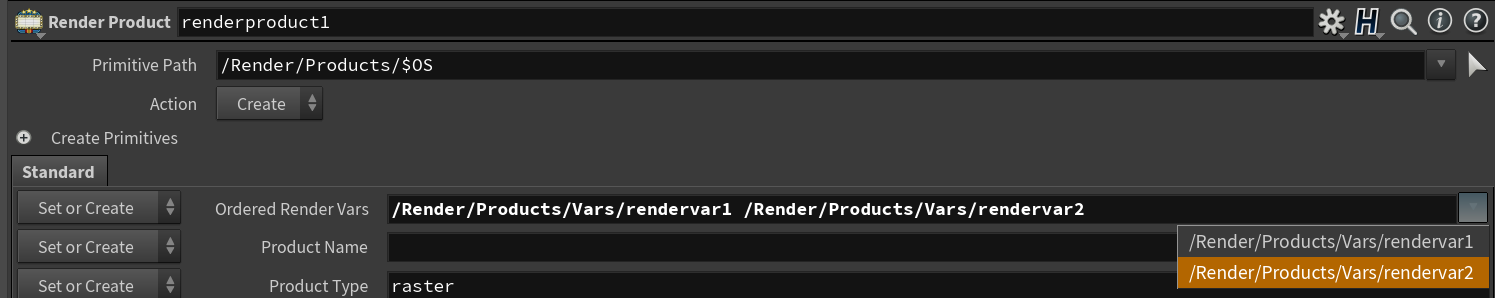 Render Product renderproduct1
Primitive Path /Render/Products/$OS
Action Create
Create Primitives
Standard
Set or Create Ordered Render Vars /Render/Products/Vars/rendervar1 /Render/Products/Vars/rendervar2
Set or Create Product Name
/Render/Products/Vars/rendervar1
/Render/Products/Vars/rendervar2
Set or Create Product Type raster